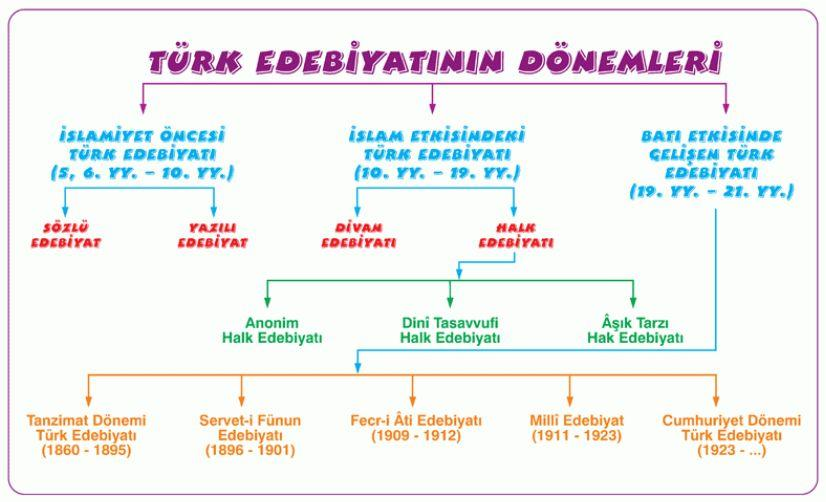 TÜRK EDEBİYATININ DÖNEMLERİ
İSLAMİYET ÖNCESİ
TÜRK EDEBİYATI
(5, 6. YY. – 10. YY.)
İSLAM ETKİSİNDEKİ
TÜRK EDEBİYATI
(10. YY. – 19. YY.)
BATI ETKİSİNDE
GELİŞEN TÜRK
EDEBİYATI
(19. YY. – 21. YY.)
SÖZLÜ
EDEBİYAT
YAZILI
EDEBİYAT
DİVAN
EDEBİYATI
HALK
EDEBİYATI
Anonim
Halk Edebiyatı
Dinî Tasavvufi
Halk Edebiyatı
Âşık Tarzı
Hak Edebiyatı
Tanzimat Dönemi
Türk Edebiyatı
(1860 - 1895)
Servet-i Fünun
Edebiyatı
(1896 - 1901)
Fecr-i Âti Edebiyatı
(1909 - 1912)
Millî Edebiyat
(1911 - 1923)
Cumhuriyet Dönemi
Türk Edebiyatı
(1923 - ...)